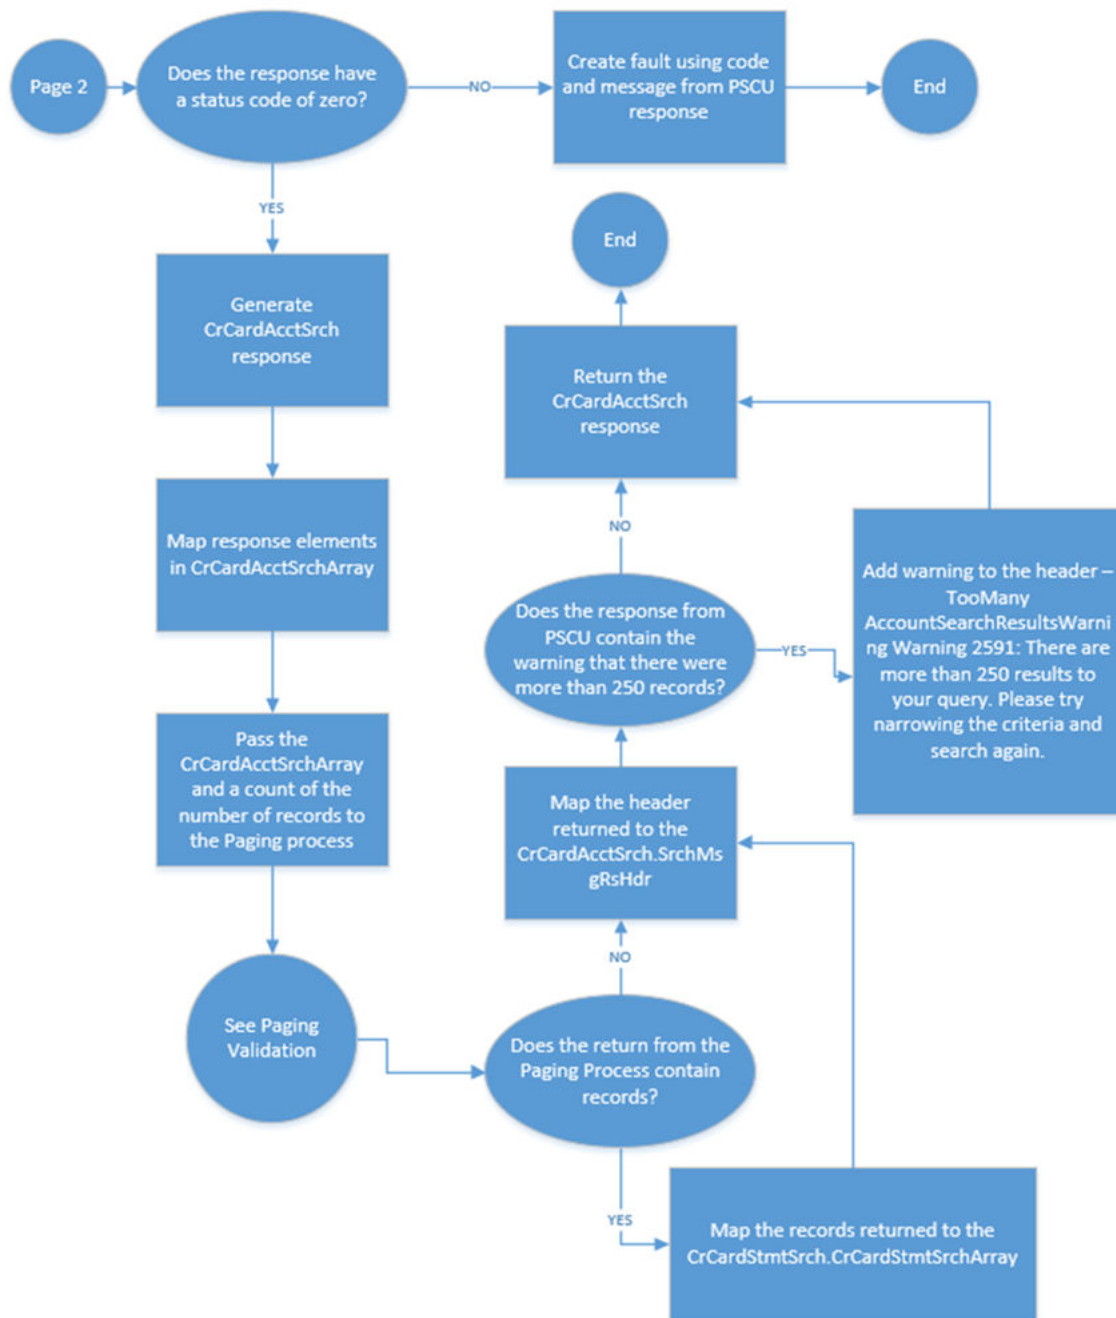 Page 2
Does the response have
a status code of zero?
NO
Create fault using code
and message from PSCU
response
End
YES
Generate
CrCardAcctSrch
response
Map response elements
in CrCardAcctSrchArray
Pass the
CrCardAcctSrchArray
and a count of the
number of records to
the Paging process
See Paging
Validation
Does the return from the
Paging Process contain
records?
YES
Map the records returned to the
CrCardStmtSrch.CrCardStmtSrchArray
NO
Map the header
returned to the
CrCardAcctSrch.SrchMs
gRsHdr
Does the response from
PSCU contain the
warning that there were
more than 250 records?
YES
Add warning to the header –
TooMany
AccountSearchResultsWarni
ng Warning 2591: There are
more than 250 results to
your query. Please try
narrowing the criteria and
search again.
NO
Return the
CrCardAcctSrch
response
End